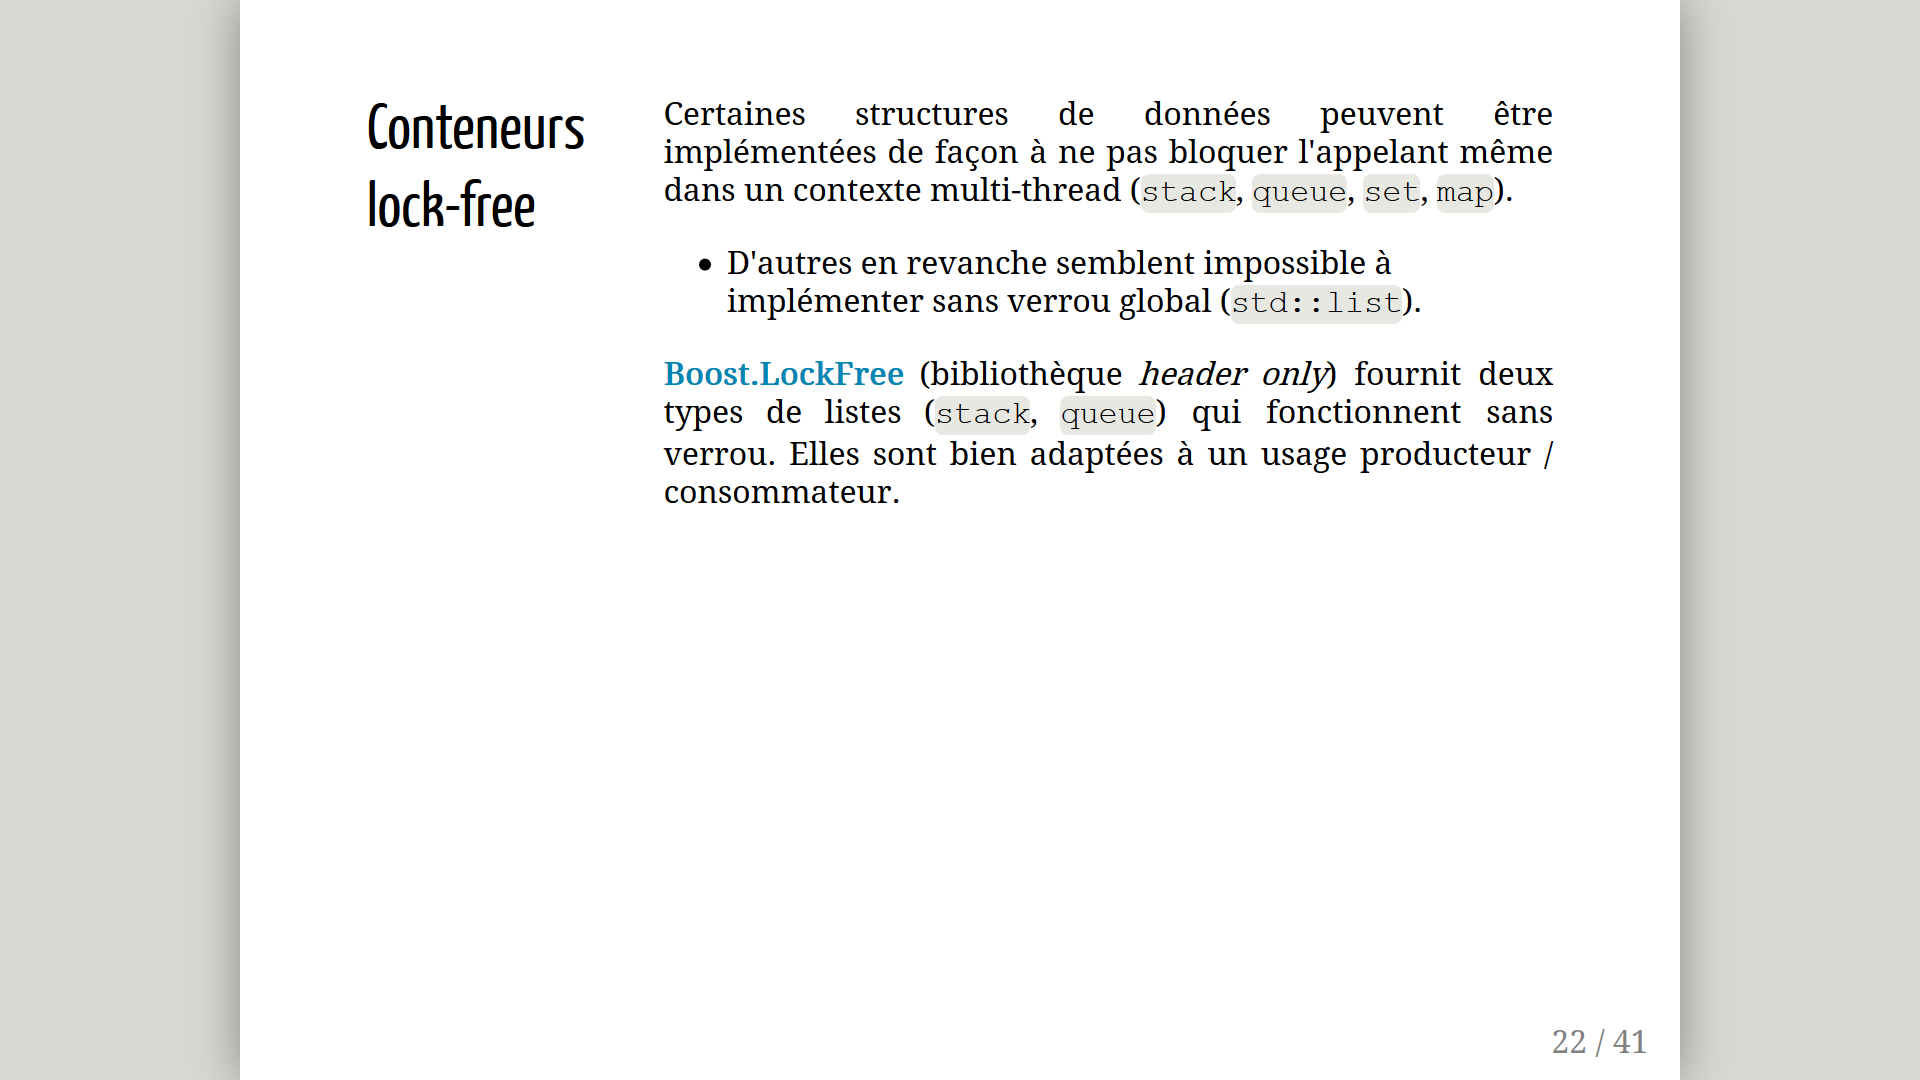 Conteneurs
lock-free
Certaines structures de données peuvent être
implémentées de façon à ne pas bloquer l'appelant même
dans un contexte multi-thread (stack, queue, set, map).
• D'autres en revanche semblent impossible à
implémenter sans verrou global (std::list).
Boost.LockFree (bibliothèque header only) fournit deux
types de listes (stack, queue) qui fonctionnent sans
verrou. Elles sont bien adaptées à un usage producteur /
consommateur.
22 / 41